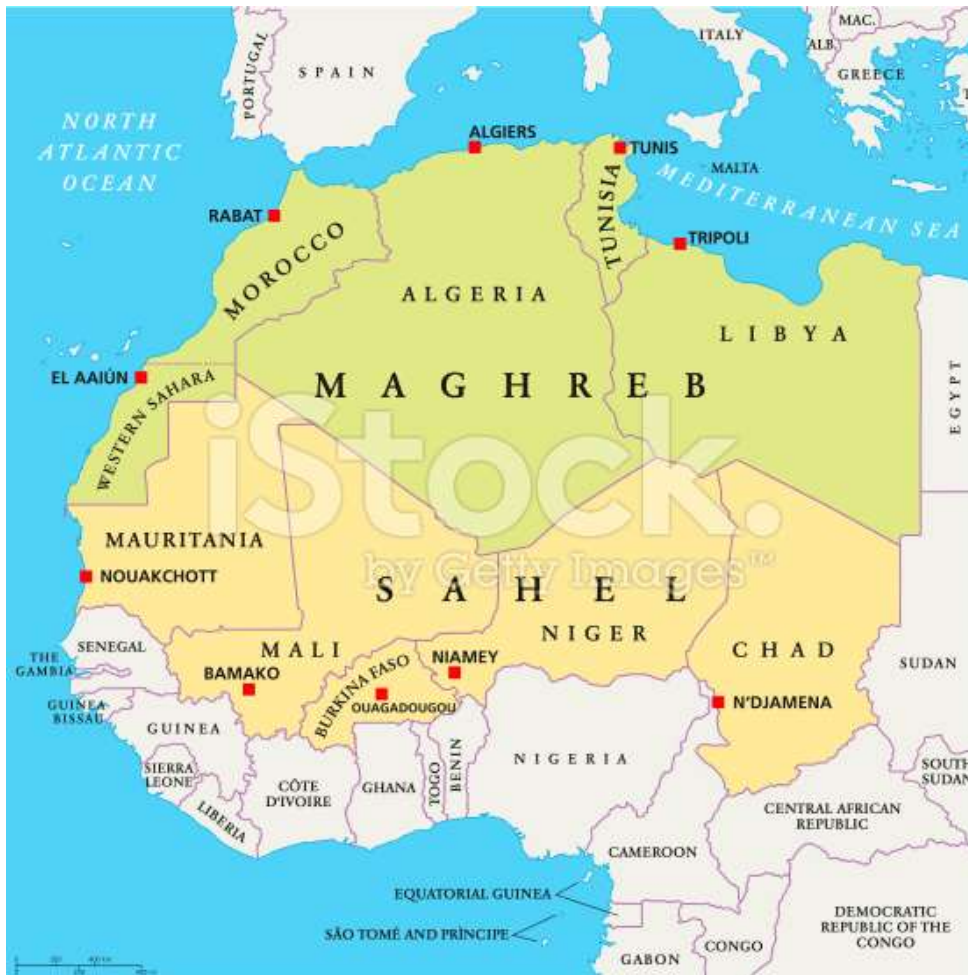 ITALY
MAC.
ALB.
GREECE
PORTUGAL
SPAIN
NORTH
ATLANTIC
OCEAN
ALGIERS
TUNIS
MALTA
MEDITERRANEAN SEA
RABAT
TUNISIA
TRIPOLI
MOROCCO
ALGERIA
LIBYA
EL AAIÚN
WESTERN SAHARA
MAGHREB
EGYPT
iStock.
by Getty Images™
MAURITANIA
NOUAKCHOTT
SAHEL
SENEGAL
MALI
NIGER
CHAD
SUDAN
THE
GAMBIA
BAMAKO
BURKINA FASO
NIAMEY
OUAGADOUGOU
N'DJAMENA
GUINEA
BISSAU
GUINEA
NIGERIA
SIERRA
LEONE
CÔTE
D'IVOIRE
GHANA
TOGO
BENIN
SOUTH
SUDAN
LIBERIA
CENTRAL AFRICAN
REPUBLIC
CAMEROON
EQUATORIAL GUINEA
SÃO TOMÉ AND PRÍNCIPE
GABON
CONGO
DEMOCRATIC
REPUBLIC OF THE
CONGO